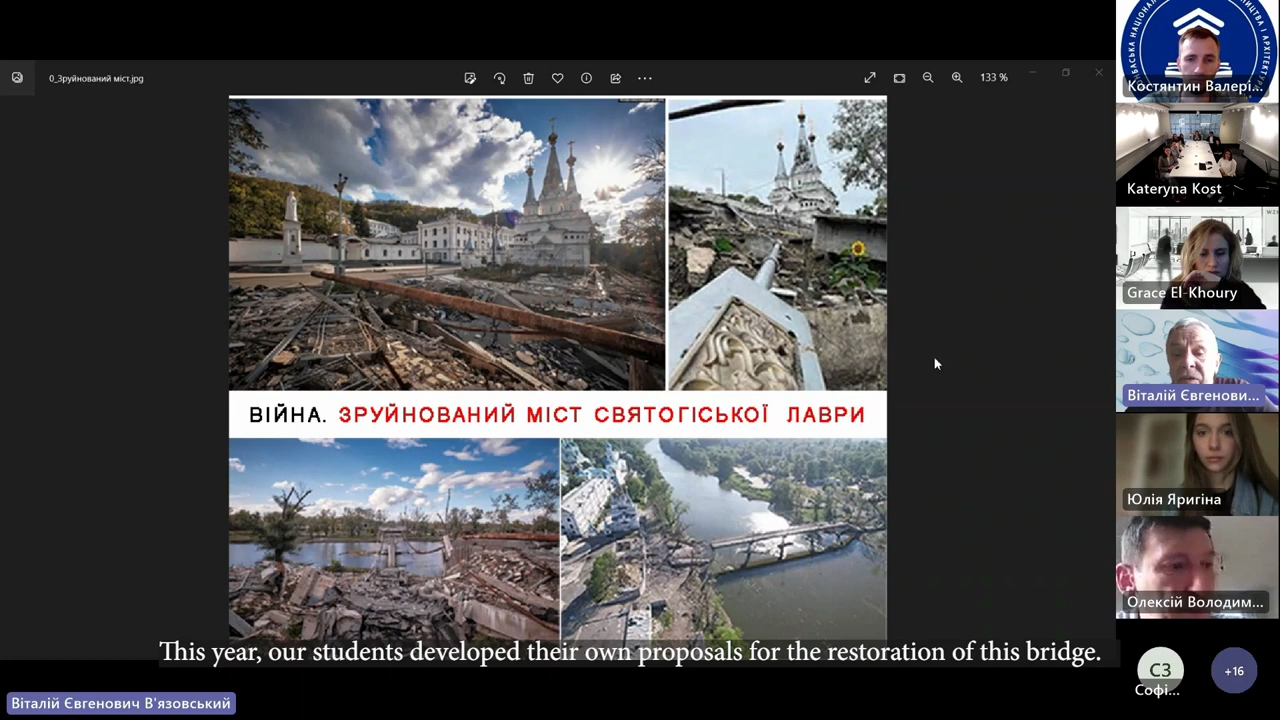 0_Зруйнований міст.jpg
133 %
ВІЙНА. ЗРУЙНОВАНИЙ МІСТ СВЯТОГІСЬКОЇ ЛАВРИ
This year, our students developed their own proposals for the restoration of this bridge.
Віталій Євгенович В'язовський
Костянтин Валері...
Kateryna Kost
Grace El-Khoury
Віталій Євгенови...
Юлія Яригіна
Олексій Володим...
СЗ
Софі...
+16